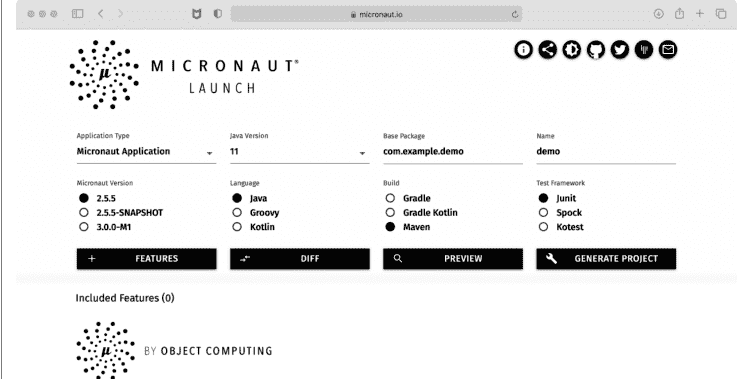 micronaut.io
MICRONAUT®
LAUNCH
Application Type
Java Version
Base Package
Name
Micronaut Application
11
com.example.demo
demo
Micronaut Version
Language
Build
Test Framework
2.5.5
Java
Gradle
Junit
2.5.5-SNAPSHOT
Groovy
Gradle Kotlin
Spock
3.0.0-M1
Kotlin
Maven
Kotest
FEATURES
DIFF
PREVIEW
GENERATE PROJECT
Included Features (0)
μ
BY OBJECT COMPUTING